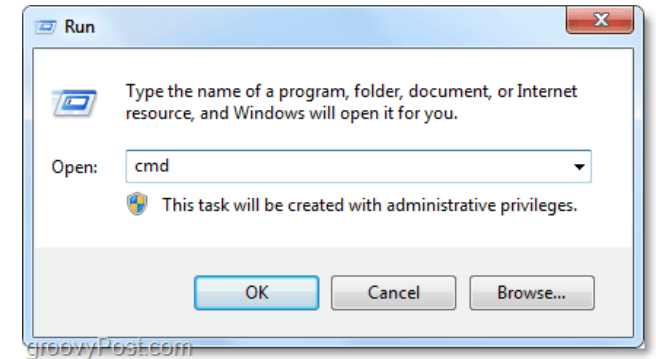 Run
Type the name of a program, folder, document, or Internet
resource, and Windows will open it for you.
Open:
cmd
This task will be created with administrative privileges.
OK
Cancel
Browse...
groovyPost.com